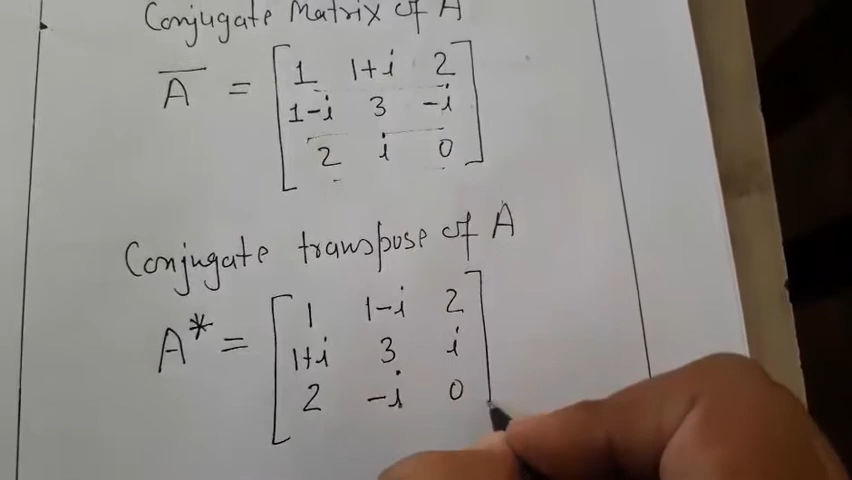 Conjugate Matrix of A
A̅ = [1 1+i 2
1-i 3 -i
2 i 0]
Conjugate transpose of A
A* = [1 1-i 2
1+i 3 i
2 -i 0]